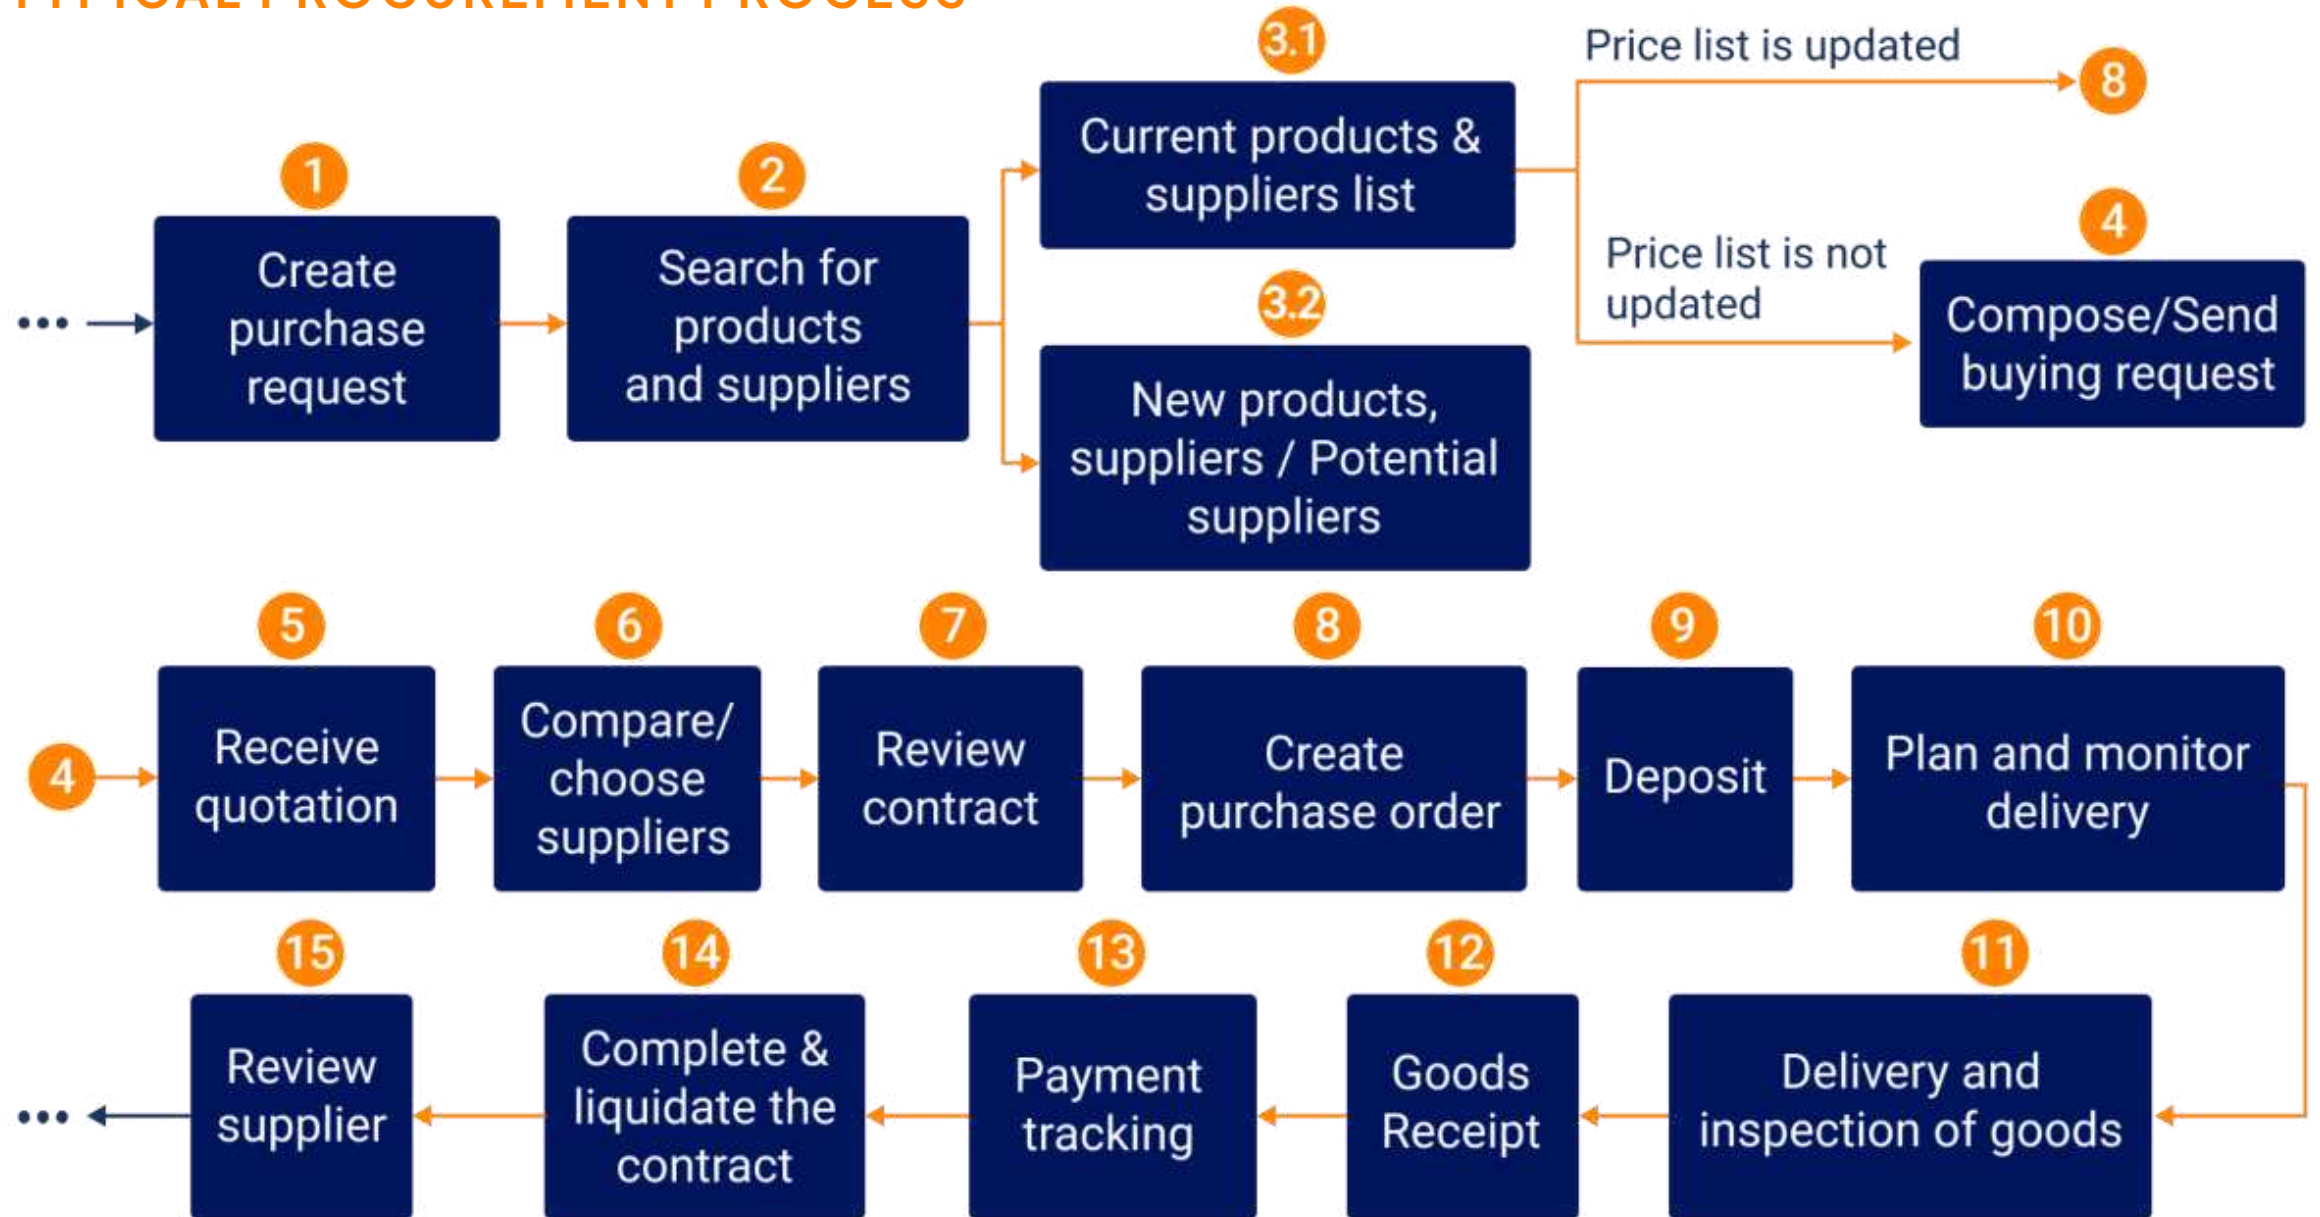 TYPICAL PROCUREMENT PROCESS
3.1
Price list is updated
8
Current products &
suppliers list
1
2
4
Create
purchase
request
Search for
products
and suppliers
Price list is not
updated
3.2
Compose/Send
buying request
New products,
suppliers / Potential
suppliers
5
6
7
8
9
10
4
Receive
quotation
Compare/
choose
suppliers
Review
contract
Create
purchase order
Deposit
Plan and monitor
delivery
15
14
13
12
11
Review
supplier
Complete &
liquidate the
contract
Payment
tracking
Goods
Receipt
Delivery and
inspection of goods